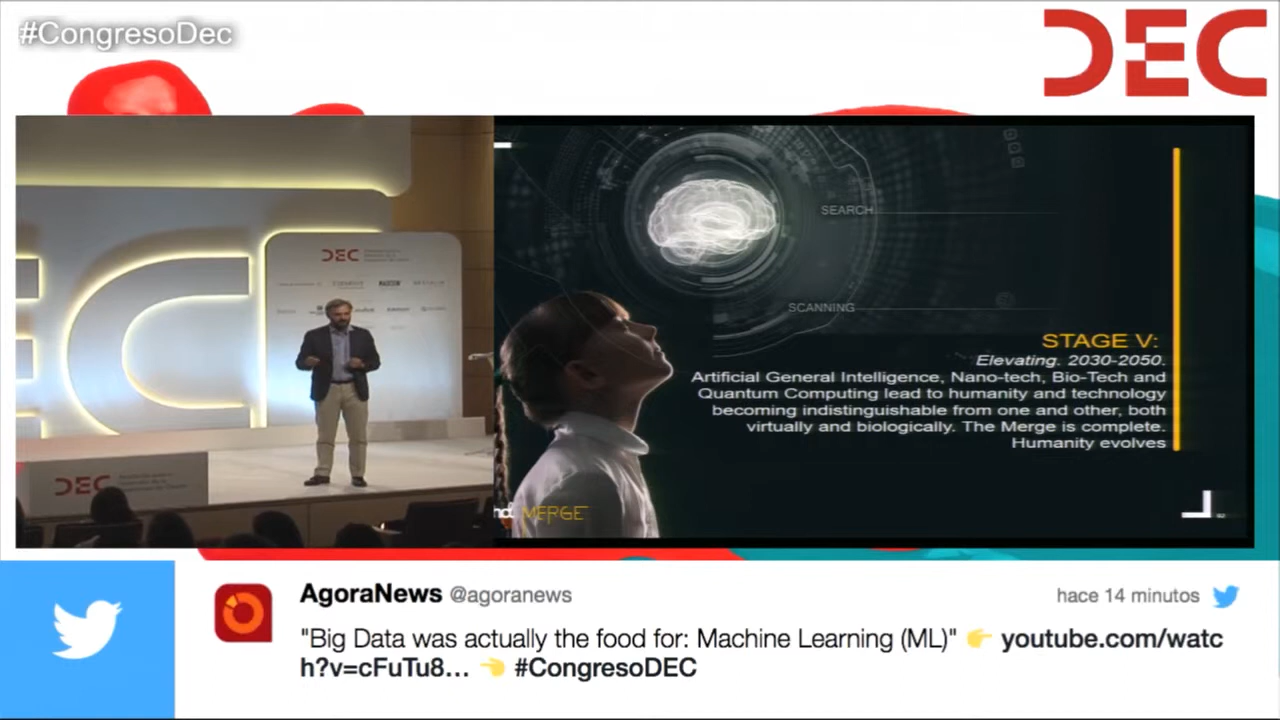 #CongresoDec
DEC
DEC
DEC
SEARCH
SCANNING
STAGE V:
Elevating. 2030-2050.
Artificial General Intelligence, Nano-tech, Bio-Tech and
Quantum Computing lead to humanity and technology
becoming indistinguishable from one and other, both
virtually and biologically. The Merge is complete.
Humanity evolves
MERGE
AgoraNews @agoranews
hace 14 minutos
"Big Data was actually the food for: Machine Learning (ML)" 👉 youtube.com/watc
h?v=cFuTu8... 👈 #CongresoDEC